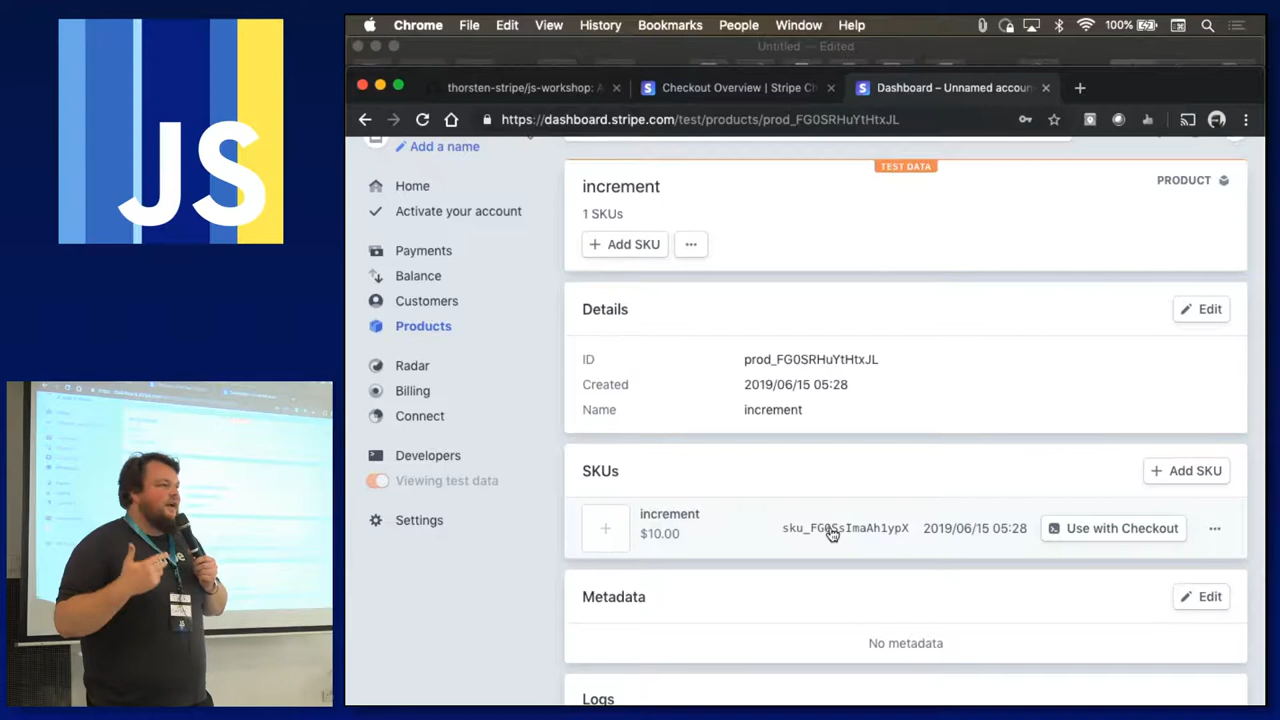 JS
Chrome File Edit View History Bookmarks People Window Help 100%
Untitled — Edited
thorsten-stripe/js-workshop: A
Checkout Overview | Stripe Ch
Dashboard – Unnamed accoun
https://dashboard.stripe.com/test/products/prod_FG0SRHuYtHtxJL
Add a name
Home
Activate your account
Payments
Balance
Customers
Products
Radar
Billing
Connect
Developers
Viewing test data
Settings
TEST DATA
increment
PRODUCT
1 SKUs
+ Add SKU
Details
Edit
ID prod_FG0SRHuYtHtxJL
Created 2019/06/15 05:28
Name increment
SKUs
+ Add SKU
increment
$10.00
sku_FG0SsImaAh1ypX 2019/06/15 05:28 Use with Checkout
Metadata
Edit
No metadata
Logs